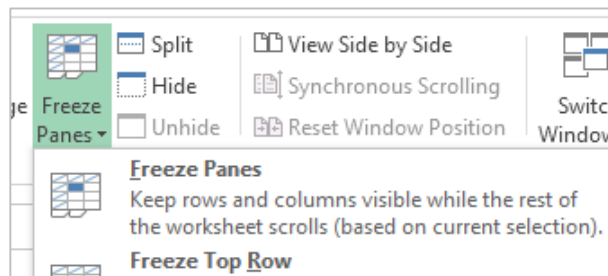 Split
Hide
Unhide
Freeze
Panes
View Side by Side
Synchronous Scrolling
Reset Window Position
Freeze Panes
Keep rows and columns visible while the rest of
the worksheet scrolls (based on current selection).
Freeze Top Row